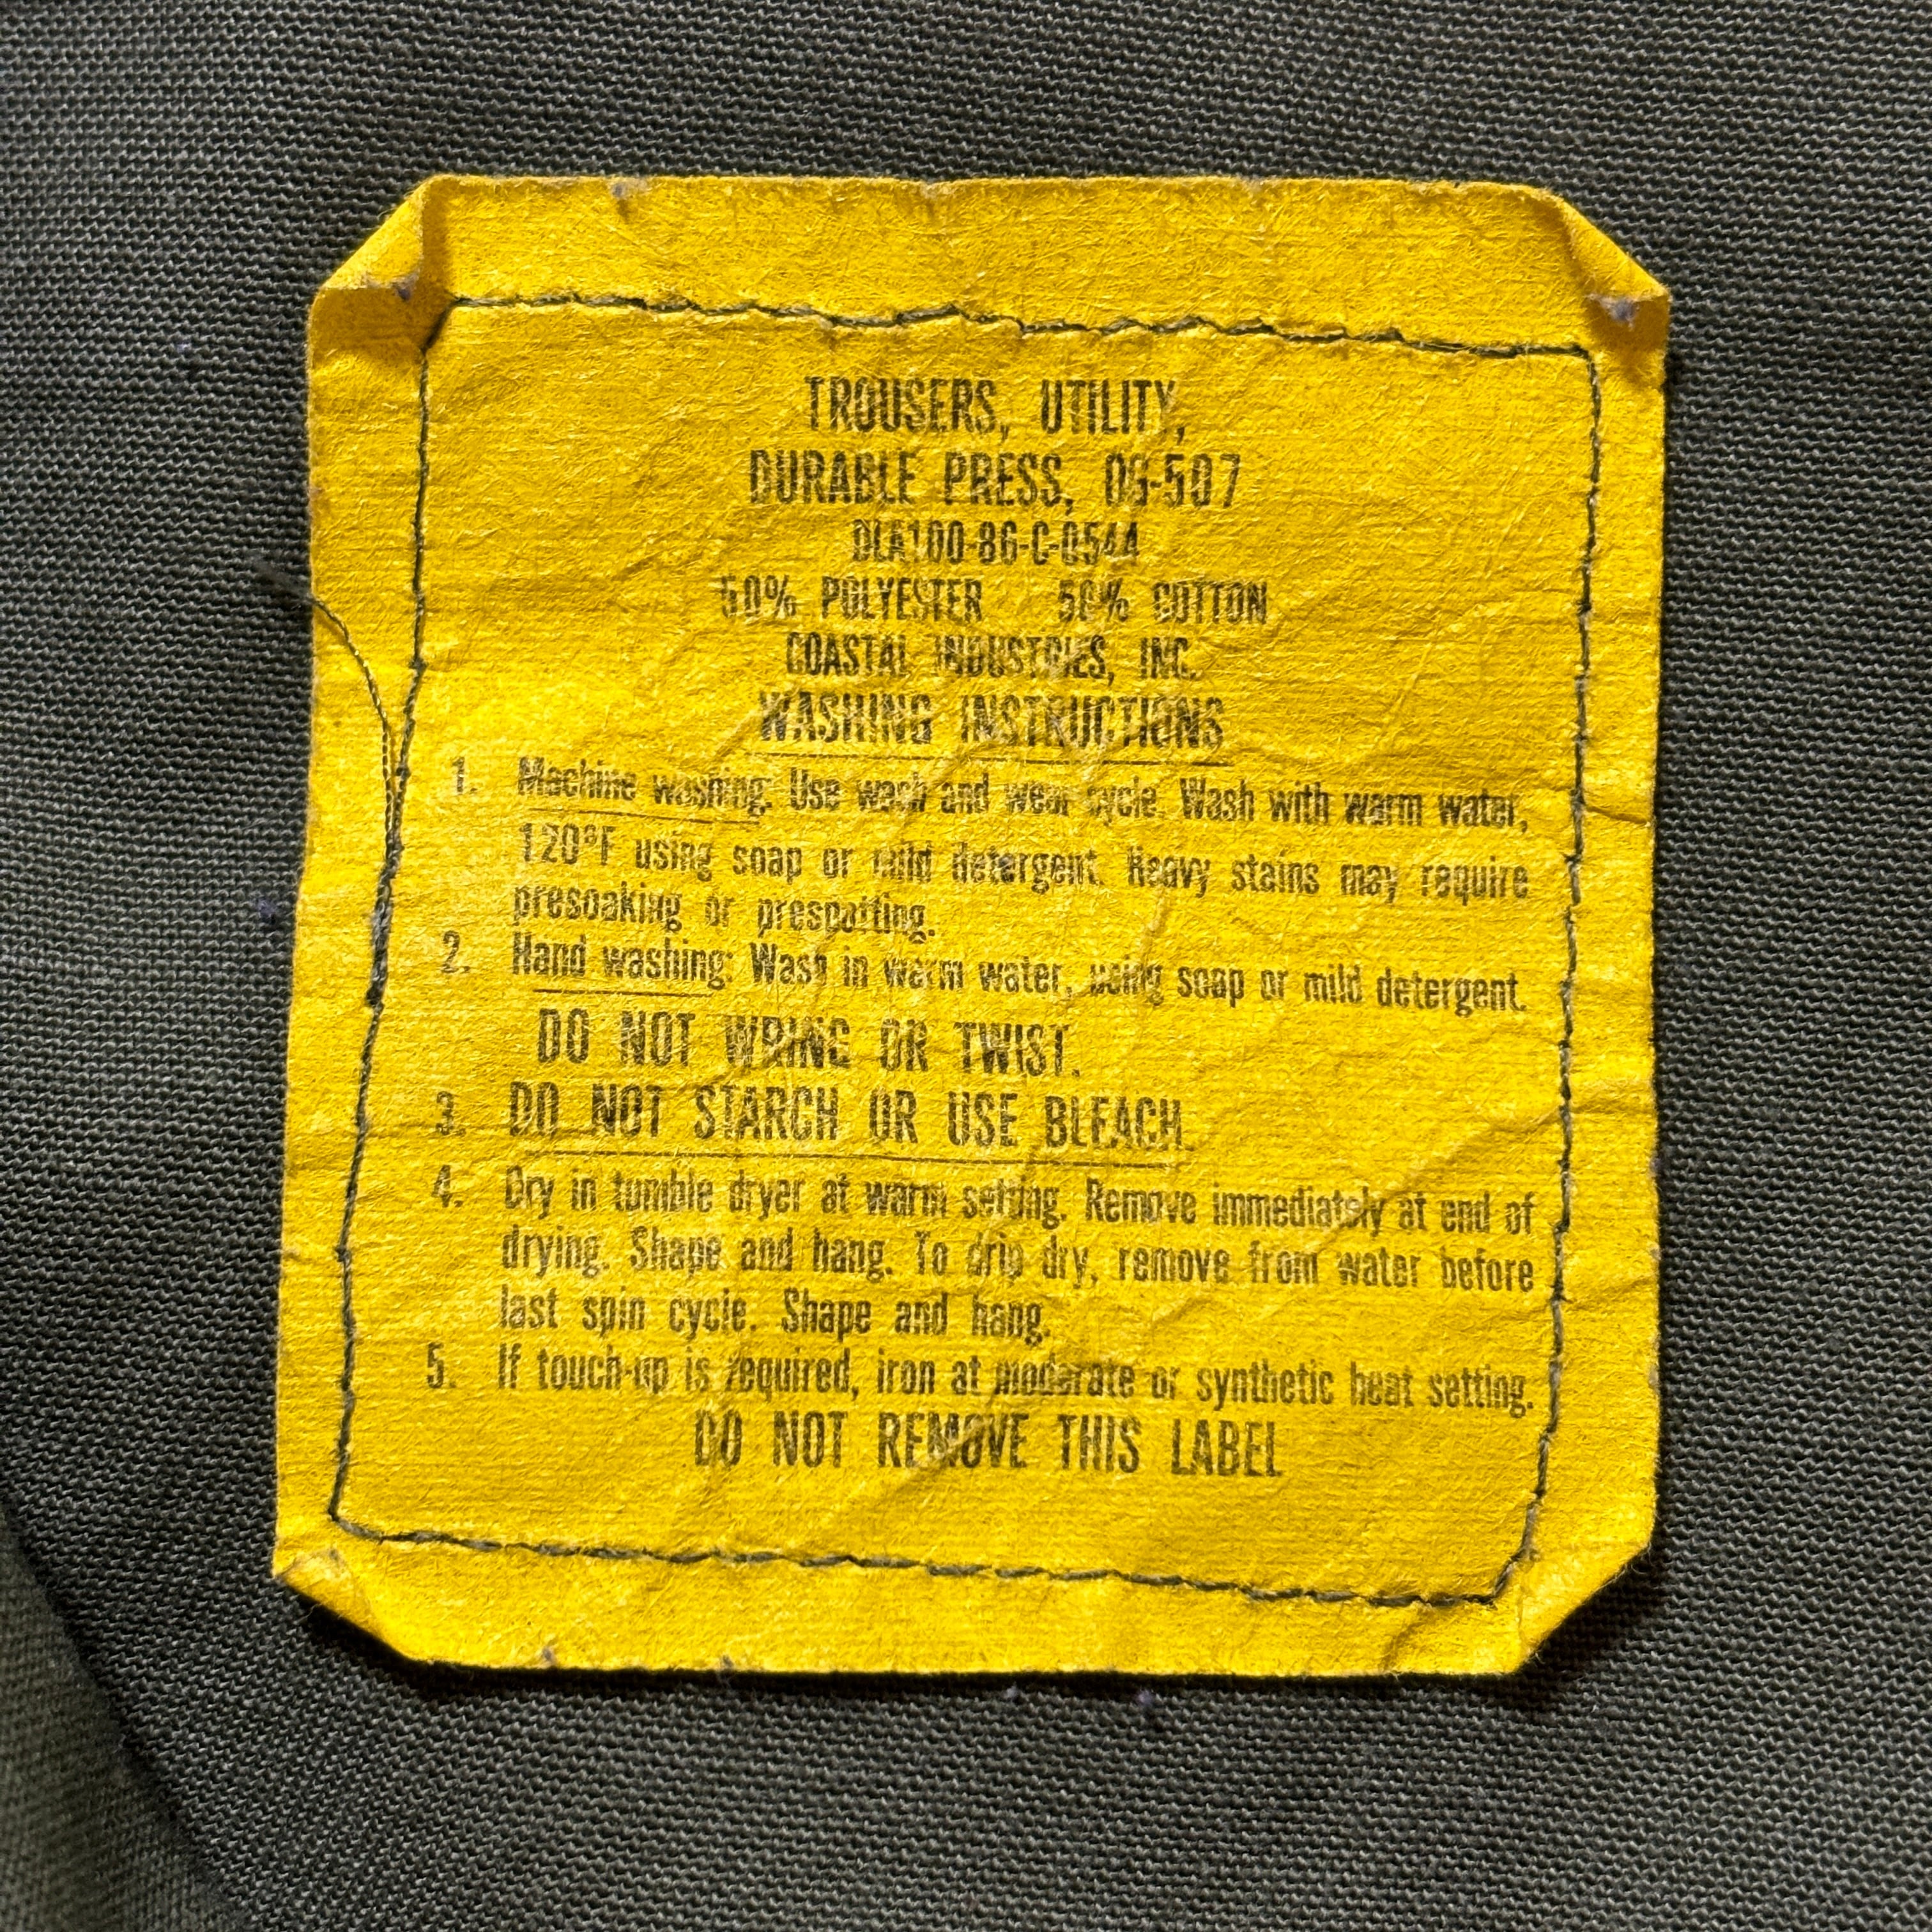 TROUSERS, UTILITY,
DURABLE PRESS, OG-507
DLA100-86-C-0544
50% POLYESTER 50% COTTON
COASTAL INDUSTRIES, INC.
WASHING INSTRUCTIONS
1. Machine washing: Use wash and wear cycle. Wash with warm water,
120°F using soap or mild detergent. Heavy stains may require
presoaking or prespotting.
2. Hand washing: Wash in warm water, using soap or mild detergent.
DO NOT WRING OR TWIST.
3. DO NOT STARCH OR USE BLEACH.
4. Dry in tumble dryer at warm setting. Remove immediately at end of
drying. Shape and hang. To drip dry, remove from water before
last spin cycle. Shape and hang.
5. If touch-up is required, iron at moderate or synthetic heat setting.
DO NOT REMOVE THIS LABEL